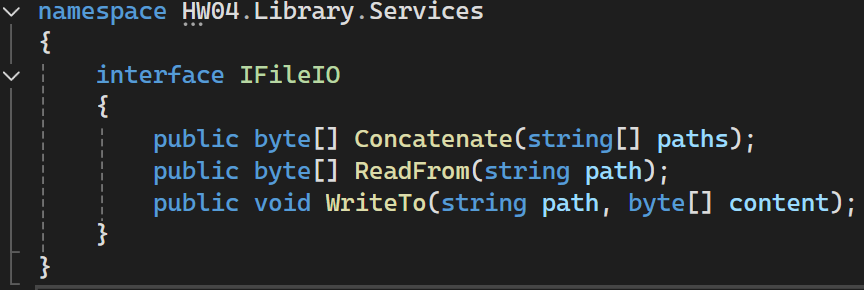 namespace HW04.Library.Services
{
interface IFileIO
{
public byte[] Concatenate(string[] paths);
public byte[] ReadFrom(string path);
public void WriteTo(string path, byte[] content);
}
}